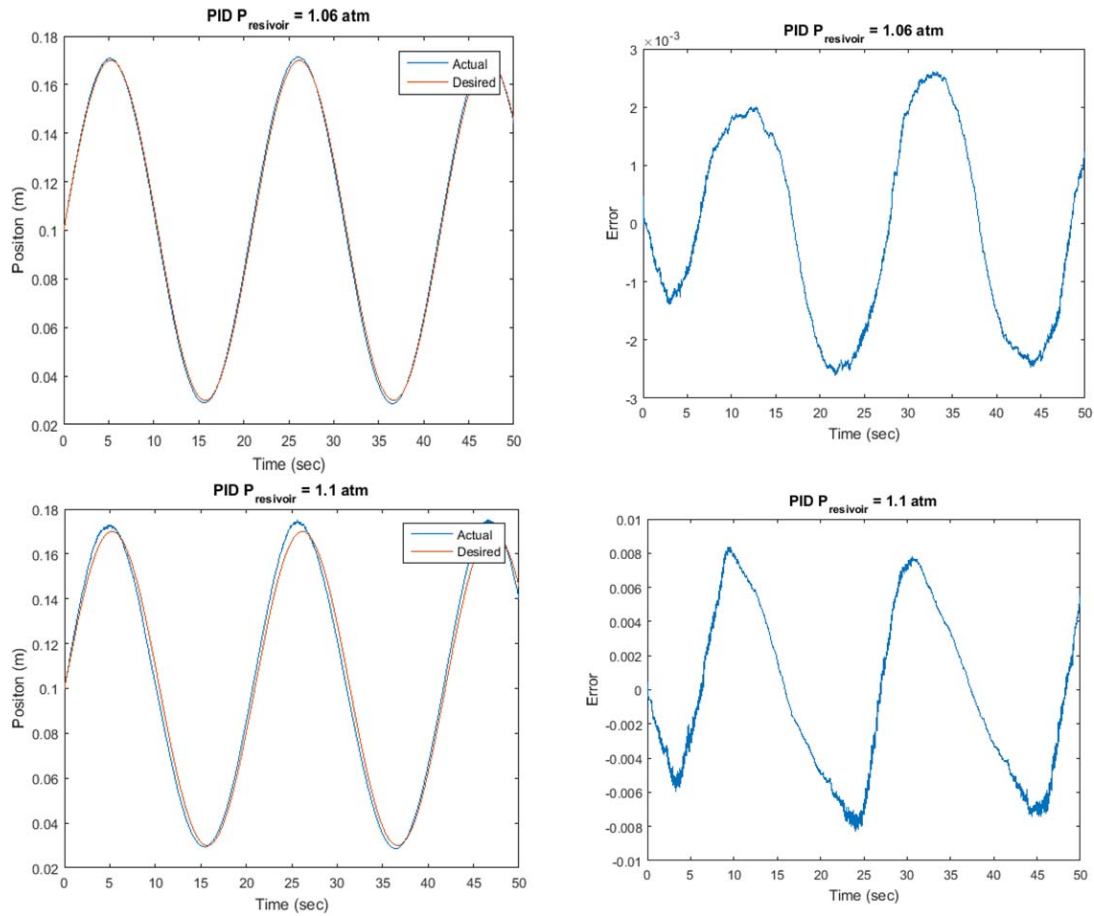 PID P resivoir = 1.06 atm
0.18
0.16
0.14
0.12
0.1
0.08
0.06
0.04
0.02
Positon (m)
Actual
Desired
0 5 10 15 20 25 30 35 40 45 50
Time (sec)
PID P resivoir = 1.06 atm
×10-3
3
2
1
0
-1
-2
-3
Error
0 5 10 15 20 25 30 35 40 45 50
Time (sec)
PID P resivoir = 1.1 atm
0.18
0.16
0.14
0.12
0.1
0.08
0.06
0.04
0.02
Positon (m)
Actual
Desired
0 5 10 15 20 25 30 35 40 45 50
Time (sec)
PID P resivoir = 1.1 atm
0.01
0.008
0.006
0.004
0.002
0
-0.002
-0.004
-0.006
-0.008
-0.01
Error
0 5 10 15 20 25 30 35 40 45 50
Time (sec)